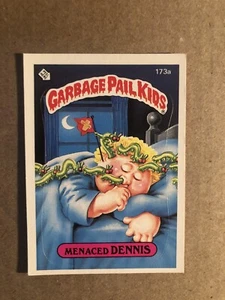 173a
GARBAGE PAIL KIDS
MENACED DENNIS